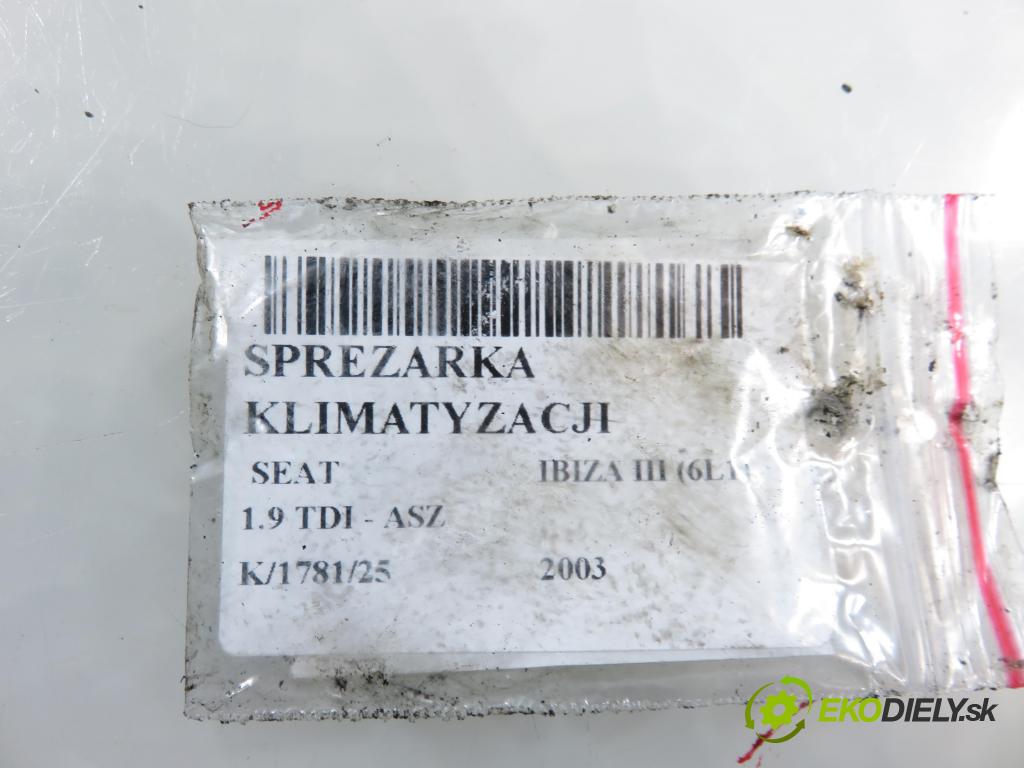 SPREZARKA
KLIMATYZACJI
SEAT IBIZA III (6L1)
1.9 TDI - ASZ
K/1781/25 2003
EKODIELY.sk